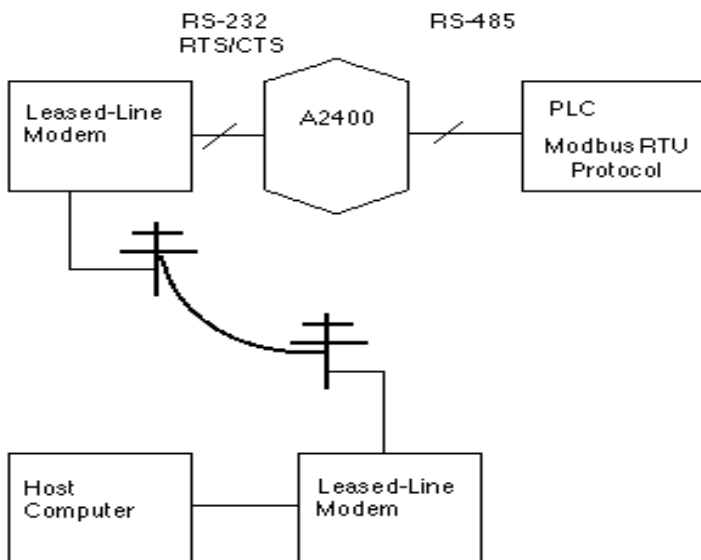 RS-232
RTS/CTS
RS-485
Leased-Line
Modem
A2400
PLC
Modbus RTU
Protocol
Host
Computer
Leased-Line
Modem